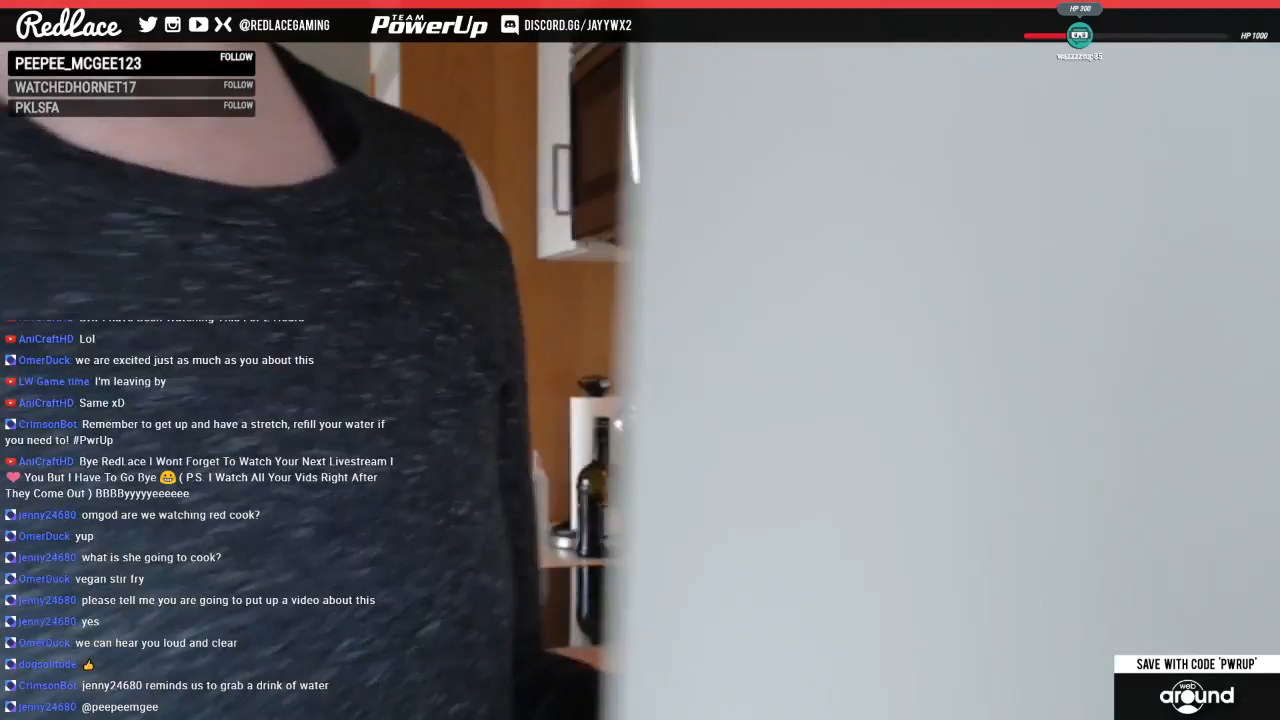 RedLace @REDLACEGAMING TEAM PowerUp DISCORD.GG/JAYYWX2
HP 300
HP 1000
wazzzzsup35
PEEPEE_MCGEE123 FOLLOW
WATCHEDHORNET17 FOLLOW
PKLSFA FOLLOW
AniCraftHD Lol
OmerDuck we are excited just as much as you about this
LW Game time I'm leaving by
AniCraftHD Same xD
CrimsonBot Remember to get up and have a stretch, refill your water if
you need to! #PwrUp
AniCraftHD Bye RedLace I Wont Forget To Watch Your Next Livestream I
❤ You But I Have To Go Bye 😁 ( P.S. I Watch All Your Vids Right After
They Come Out ) BBBByyyyeeeeee
jenny24680 omgod are we watching red cook?
OmerDuck yup
jenny24680 what is she going to cook?
OmerDuck vegan stir fry
jenny24680 please tell me you are going to put up a video about this
jenny24680 yes
OmerDuck we can hear you loud and clear
dogsolitude 👍
CrimsonBot jenny24680 reminds us to grab a drink of water
jenny24680 @peepeemgee
SAVE WITH CODE 'PWRUP'
web
around